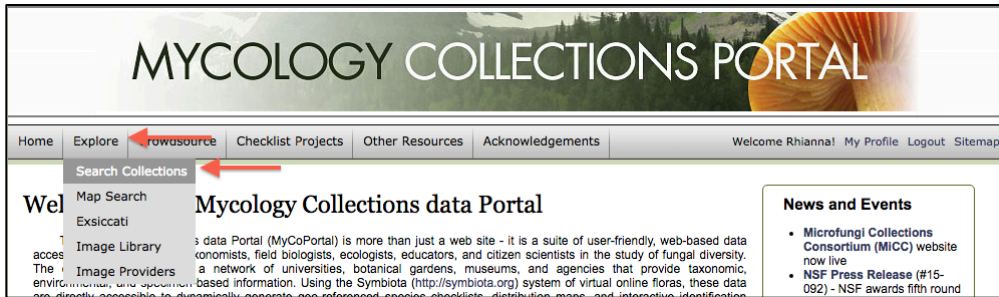 MYCOLOGY COLLECTIONS PORTAL
Home Explore Crowdsource Checklist Projects Other Resources Acknowledgements Welcome Rhianna! My Profile Logout Sitemap
Search Collections
Map Search
Exsiccati
Image Library
Image Providers
Wel Mycology Collections data Portal
T s data Portal (MyCoPortal) is more than just a web site - it is a suite of user-friendly, web-based data
acces xonomists, field biologists, ecologists, educators, and citizen scientists in the study of fungal diversity.
The a network of universities, botanical gardens, museums, and agencies that provide taxonomic,
environmental, and specimen-based information. Using the Symbiota (http://symbiota.org) system of virtual online floras, these data
are directly accessible to dynamically generate geo-referenced species checklists, distribution maps, and interactive identification
News and Events
• Microfungi Collections
Consortium (MiCC) website
now live
• NSF Press Release (#15-
092) - NSF awards fifth round